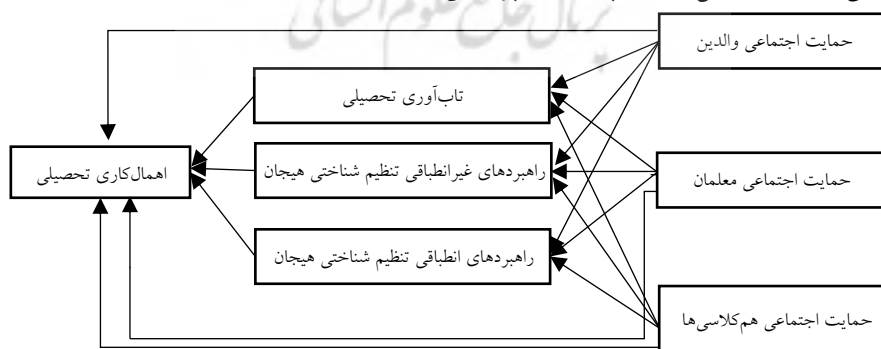 حمایت اجتماعی والدین
تاب‌آوری تحصیلی
راهبردهای غیرانطباقی تنظیم شناختی هیجان
حمایت اجتماعی معلمان
اهمال‌کاری تحصیلی
راهبردهای انطباقی تنظیم شناختی هیجان
حمایت اجتماعی هم‌کلاسی‌ها